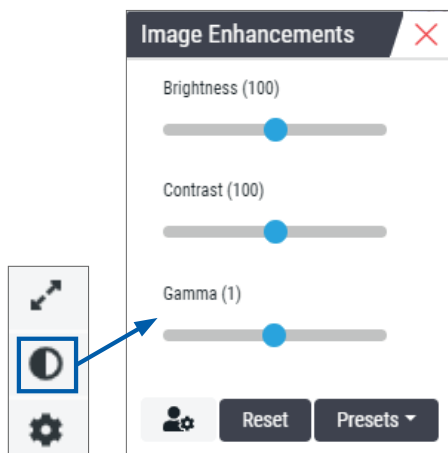 Image Enhancements
Brightness (100)
Contrast (100)
Gamma (1)
Reset Presets